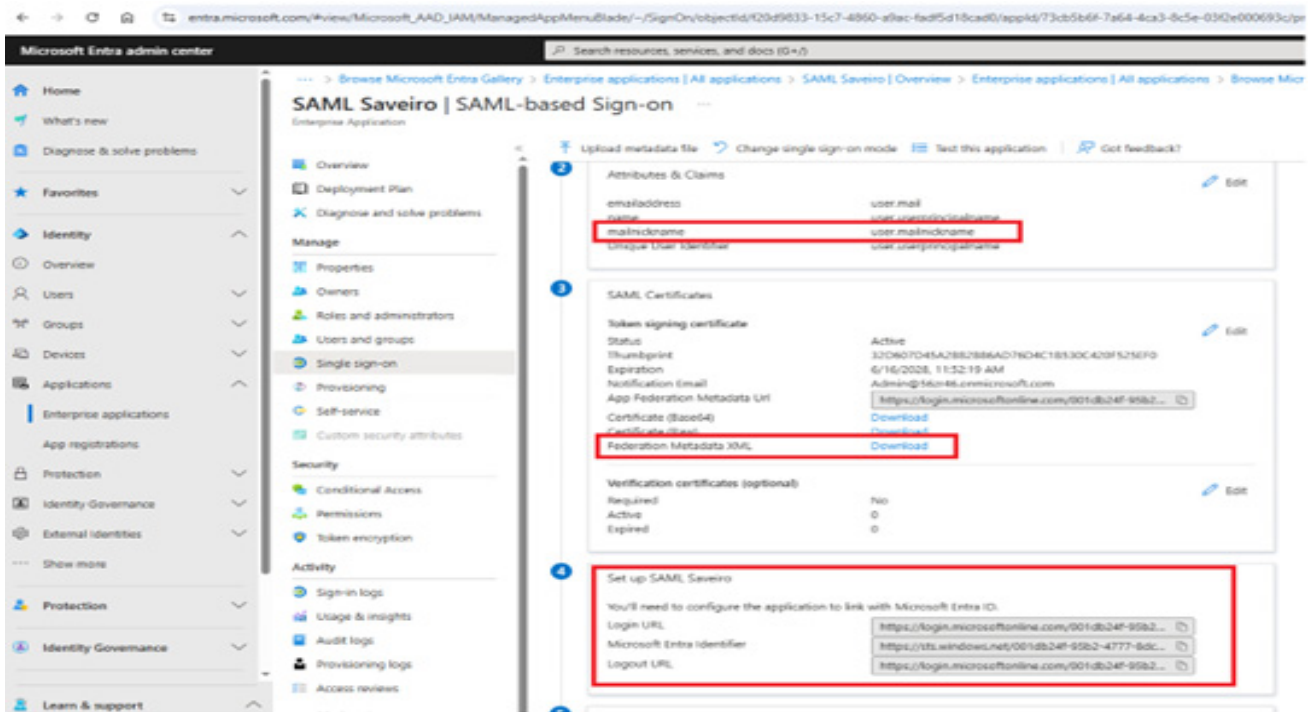 entra.microsoft.com/#view/Microsoft_AAD_IAM/ManagedAppMenuBlade/~/SignOn/objectId/f20d9833-15c7-4860-a9ac-fadf5d18cad0/appId/73cb5b6f-7a64-4ca3-8c5e-03f2e000693c/pr
Microsoft Entra admin center
Search resources, services, and docs (G+/)
Home
What's new
Diagnose & solve problems
Favorites
Identity
Overview
Users
Groups
Devices
Applications
Enterprise applications
App registrations
Protection
Identity Governance
External Identities
Show more
Protection
Identity Governance
Learn & support
··· > Browse Microsoft Entra Gallery > Enterprise applications | All applications > SAML Saveiro | Overview > Enterprise applications | All applications > Browse Micr
SAML Saveiro | SAML-based Sign-on ···
Enterprise Application
Overview
Deployment Plan
Diagnose and solve problems
Manage
Properties
Owners
Roles and administrators
Users and groups
Single sign-on
Provisioning
Self-service
Custom security attributes
Security
Conditional Access
Permissions
Token encryption
Activity
Sign-in logs
Usage & insights
Audit logs
Provisioning logs
Access reviews
Upload metadata file Change single sign-on mode Test this application Got feedback?
2
Attributes & Claims
Edit
emailaddress user.mail
name user.userprincipalname
mailnickname user.mailnickname
Unique User Identifier user.userprincipalname
3
SAML Certificates
Token signing certificate
Edit
Status Active
Thumbprint
Expiration 6/16/2028, 11:52:19 AM
Notification Email Admin@56zr46.onmicrosoft.com
App Federation Metadata Url https://login.microsoftonline.com/001db24f-95b2...
Certificate (Base64) Download
Certificate (Raw) Download
Federation Metadata XML Download
Verification certificates (optional)
Edit
Required No
Active 0
Expired 0
4
Set up SAML Saveiro
You'll need to configure the application to link with Microsoft Entra ID.
Login URL https://login.microsoftonline.com/001db24f-95b2...
Microsoft Entra Identifier https://sts.windows.net/001db24f-95b2-4777-8dc...
Logout URL https://login.microsoftonline.com/001db24f-95b2...